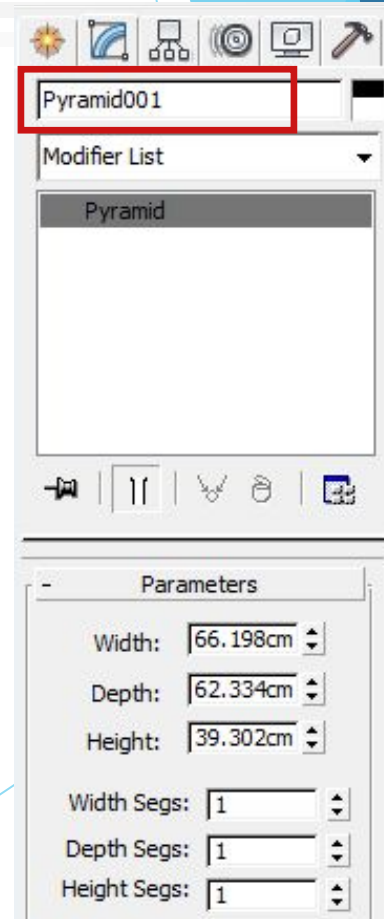 Pyramid001
Modifier List
Pyramid
- Parameters
Width: 66.198cm
Depth: 62.334cm
Height: 39.302cm
Width Segs: 1
Depth Segs: 1
Height Segs: 1